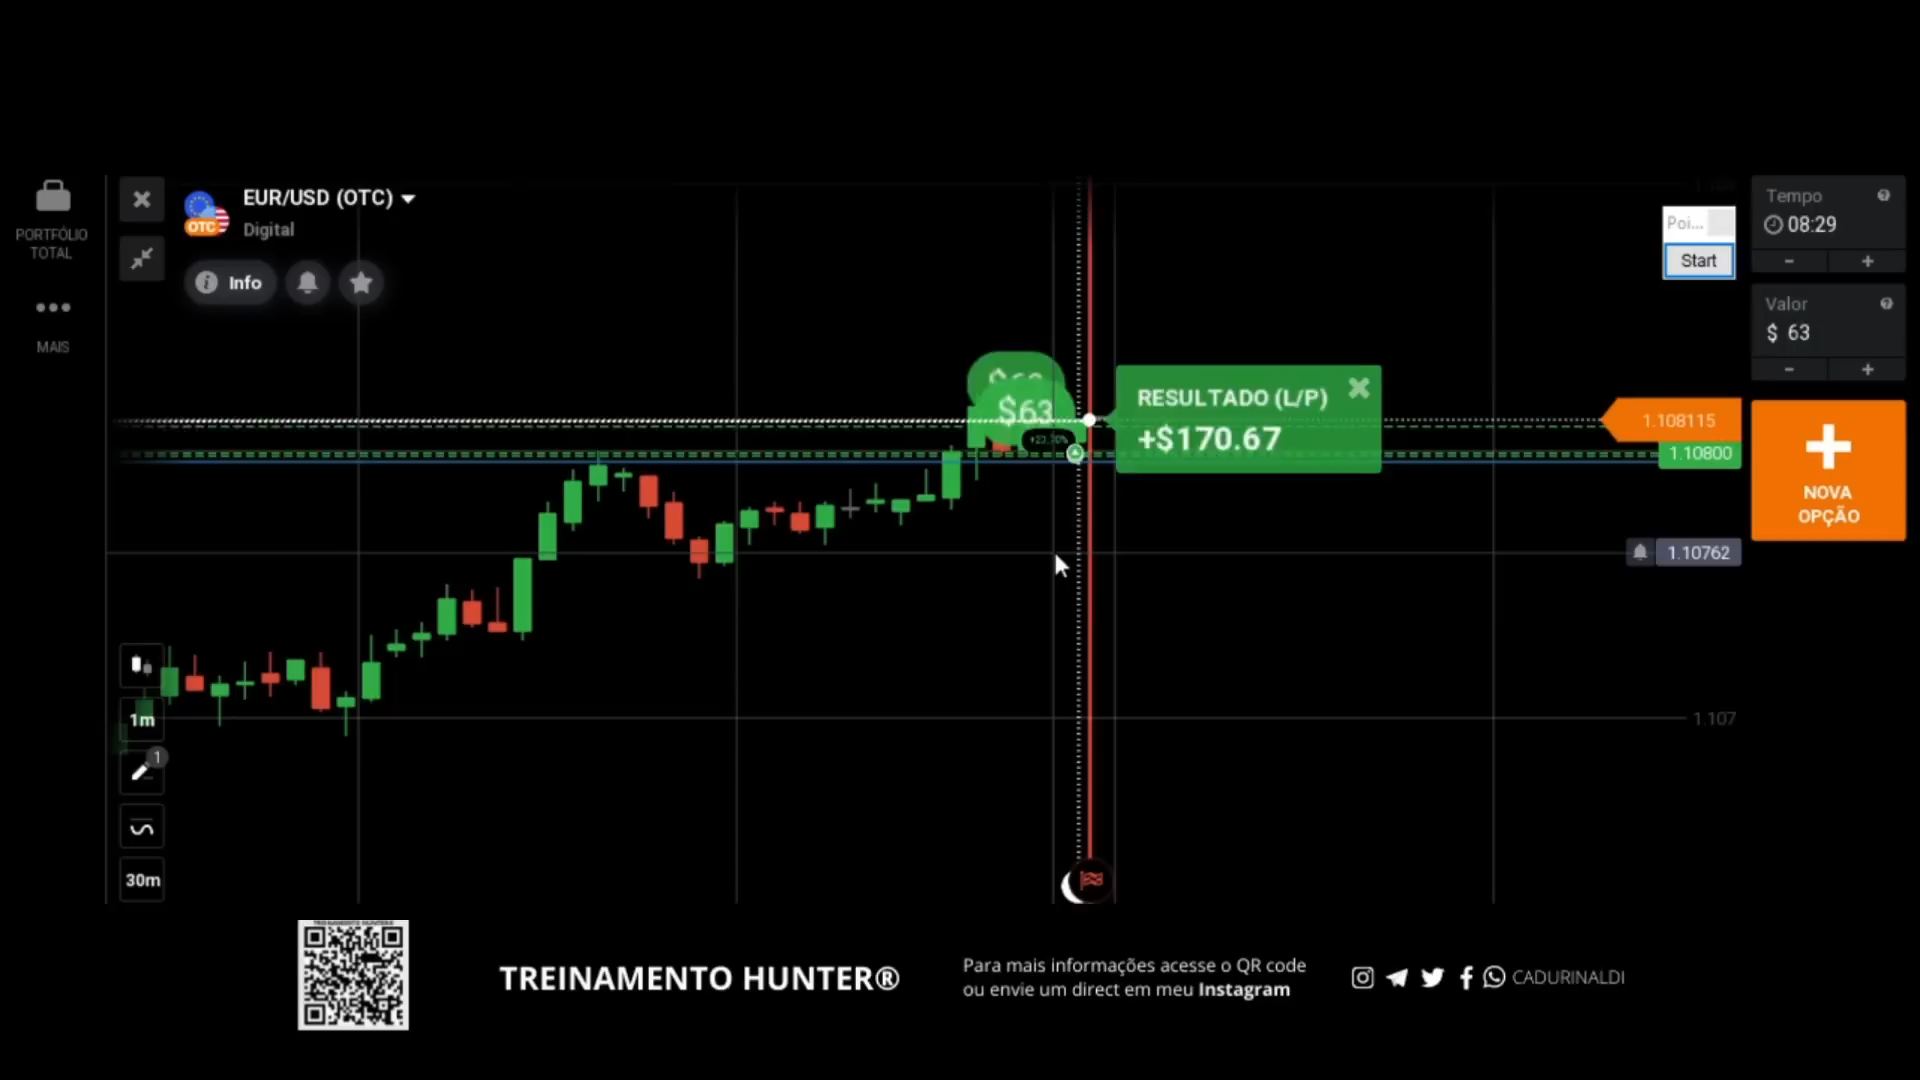 PORTFÓLIO
TOTAL
MAIS
EUR/USD (OTC)
OTC
Digital
Info
1m
1
30m
$63
RESULTADO (L/P)
+$170.67
Poi...
Start
1.108115
1.10800
1.10762
1.107
Tempo
08:29
- +
Valor
$ 63
- +
NOVA
OPÇÃO
TREINAMENTO HUNTER®
Para mais informações acesse o QR code
ou envie um direct em meu Instagram
CADURINALDI